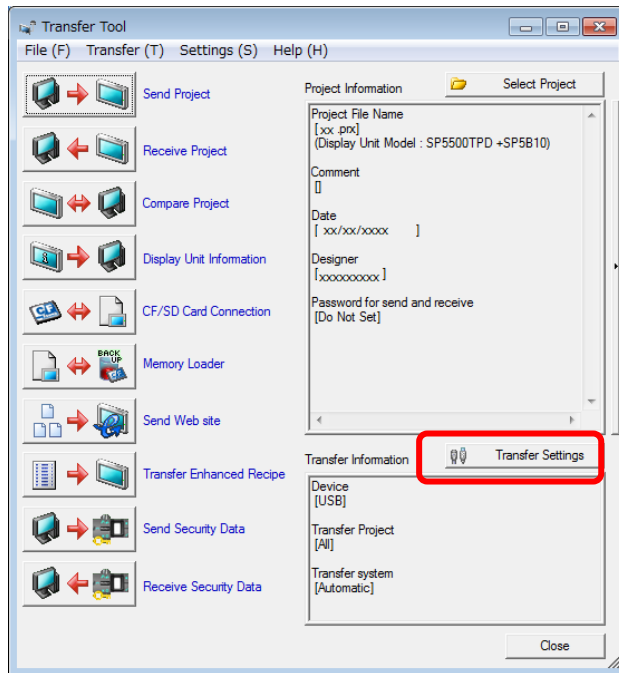 Transfer Tool
File (F) Transfer (T) Settings (S) Help (H)
Send Project
Receive Project
Compare Project
Display Unit Information
CF/SD Card Connection
BACK
UP
Memory Loader
Send Web site
Transfer Enhanced Recipe
Send Security Data
Receive Security Data
Project Information
Select Project
Project File Name
[xx .prx]
(Display Unit Model : SP5500TPD +SP5B10)
Comment
[]
Date
[ xx/xx/xxxx ]
Designer
[xxxxxxxxx]
Password for send and receive
[Do Not Set]
Transfer Information
Transfer Settings
Device
[USB]
Transfer Project
[All]
Transfer system
[Automatic]
Close